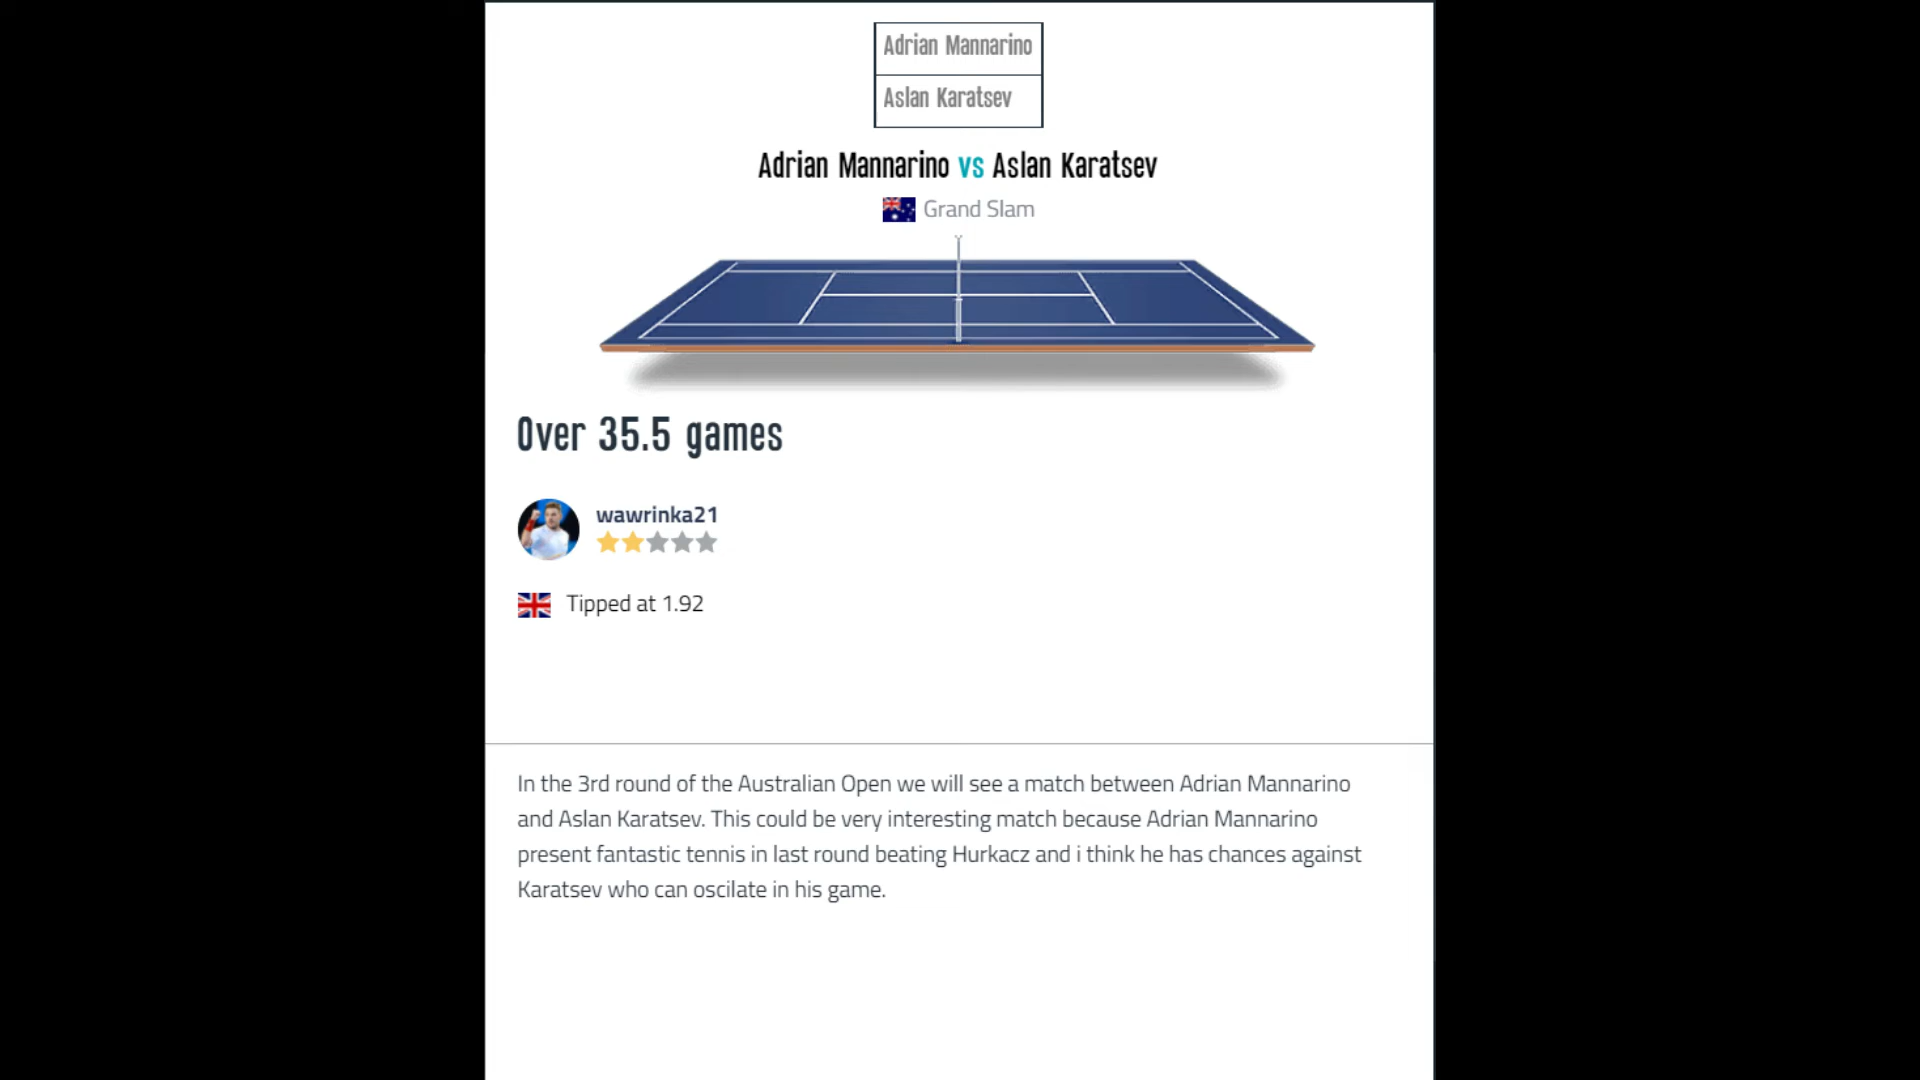 Adrian Mannarino
Aslan Karatsev
Adrian Mannarino vs Aslan Karatsev
Grand Slam
Over 35.5 games
wawrinka21
Tipped at 1.92
In the 3rd round of the Australian Open we will see a match between Adrian Mannarino
and Aslan Karatsev. This could be very interesting match because Adrian Mannarino
present fantastic tennis in last round beating Hurkacz and i think he has chances against
Karatsev who can oscilate in his game.